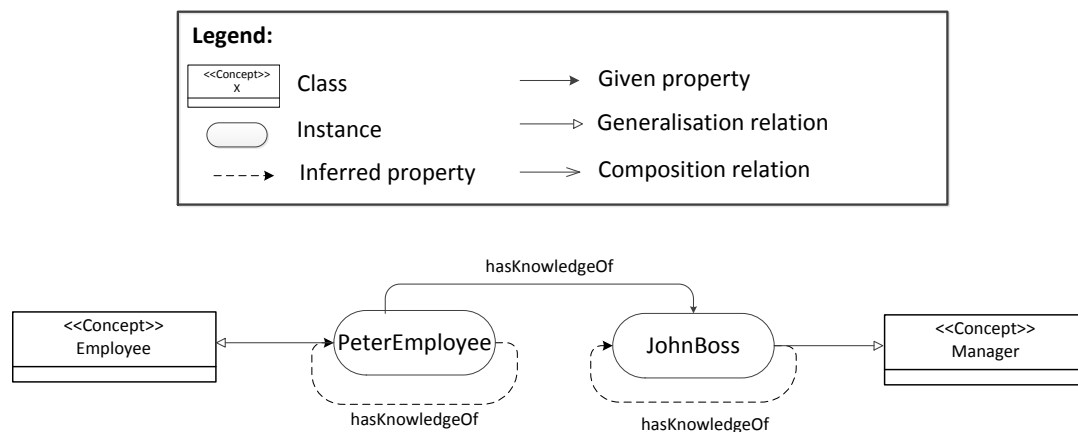 Legend:
<<Concept>>
X
Class
Given property
Instance
Generalisation relation
Inferred property
Composition relation
hasKnowledgeOf
<<Concept>>
Employee
PeterEmployee
JohnBoss
<<Concept>>
Manager
hasKnowledgeOf
hasKnowledgeOf